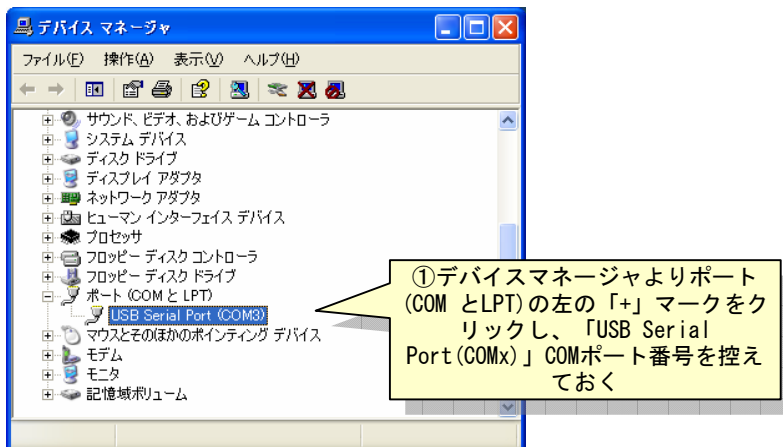 デバイス マネージャ
ファイル(F) 操作(A) 表示(V) ヘルプ(H)
サウンド、ビデオ、およびゲーム コントローラ
システム デバイス
ディスク ドライブ
ディスプレイ アダプタ
ネットワーク アダプタ
ヒューマン インターフェイス デバイス
プロセッサ
フロッピー ディスク コントローラ
フロッピー ディスク ドライブ
ポート (COM と LPT)
USB Serial Port (COM3)
マウスとそのほかのポインティング デバイス
モデム
モニタ
記憶域ボリューム
①デバイスマネージャよりポート
(COM とLPT)の左の「+」マークをク
リックし、「USB Serial
Port(COMx)」COMポート番号を控え
ておく